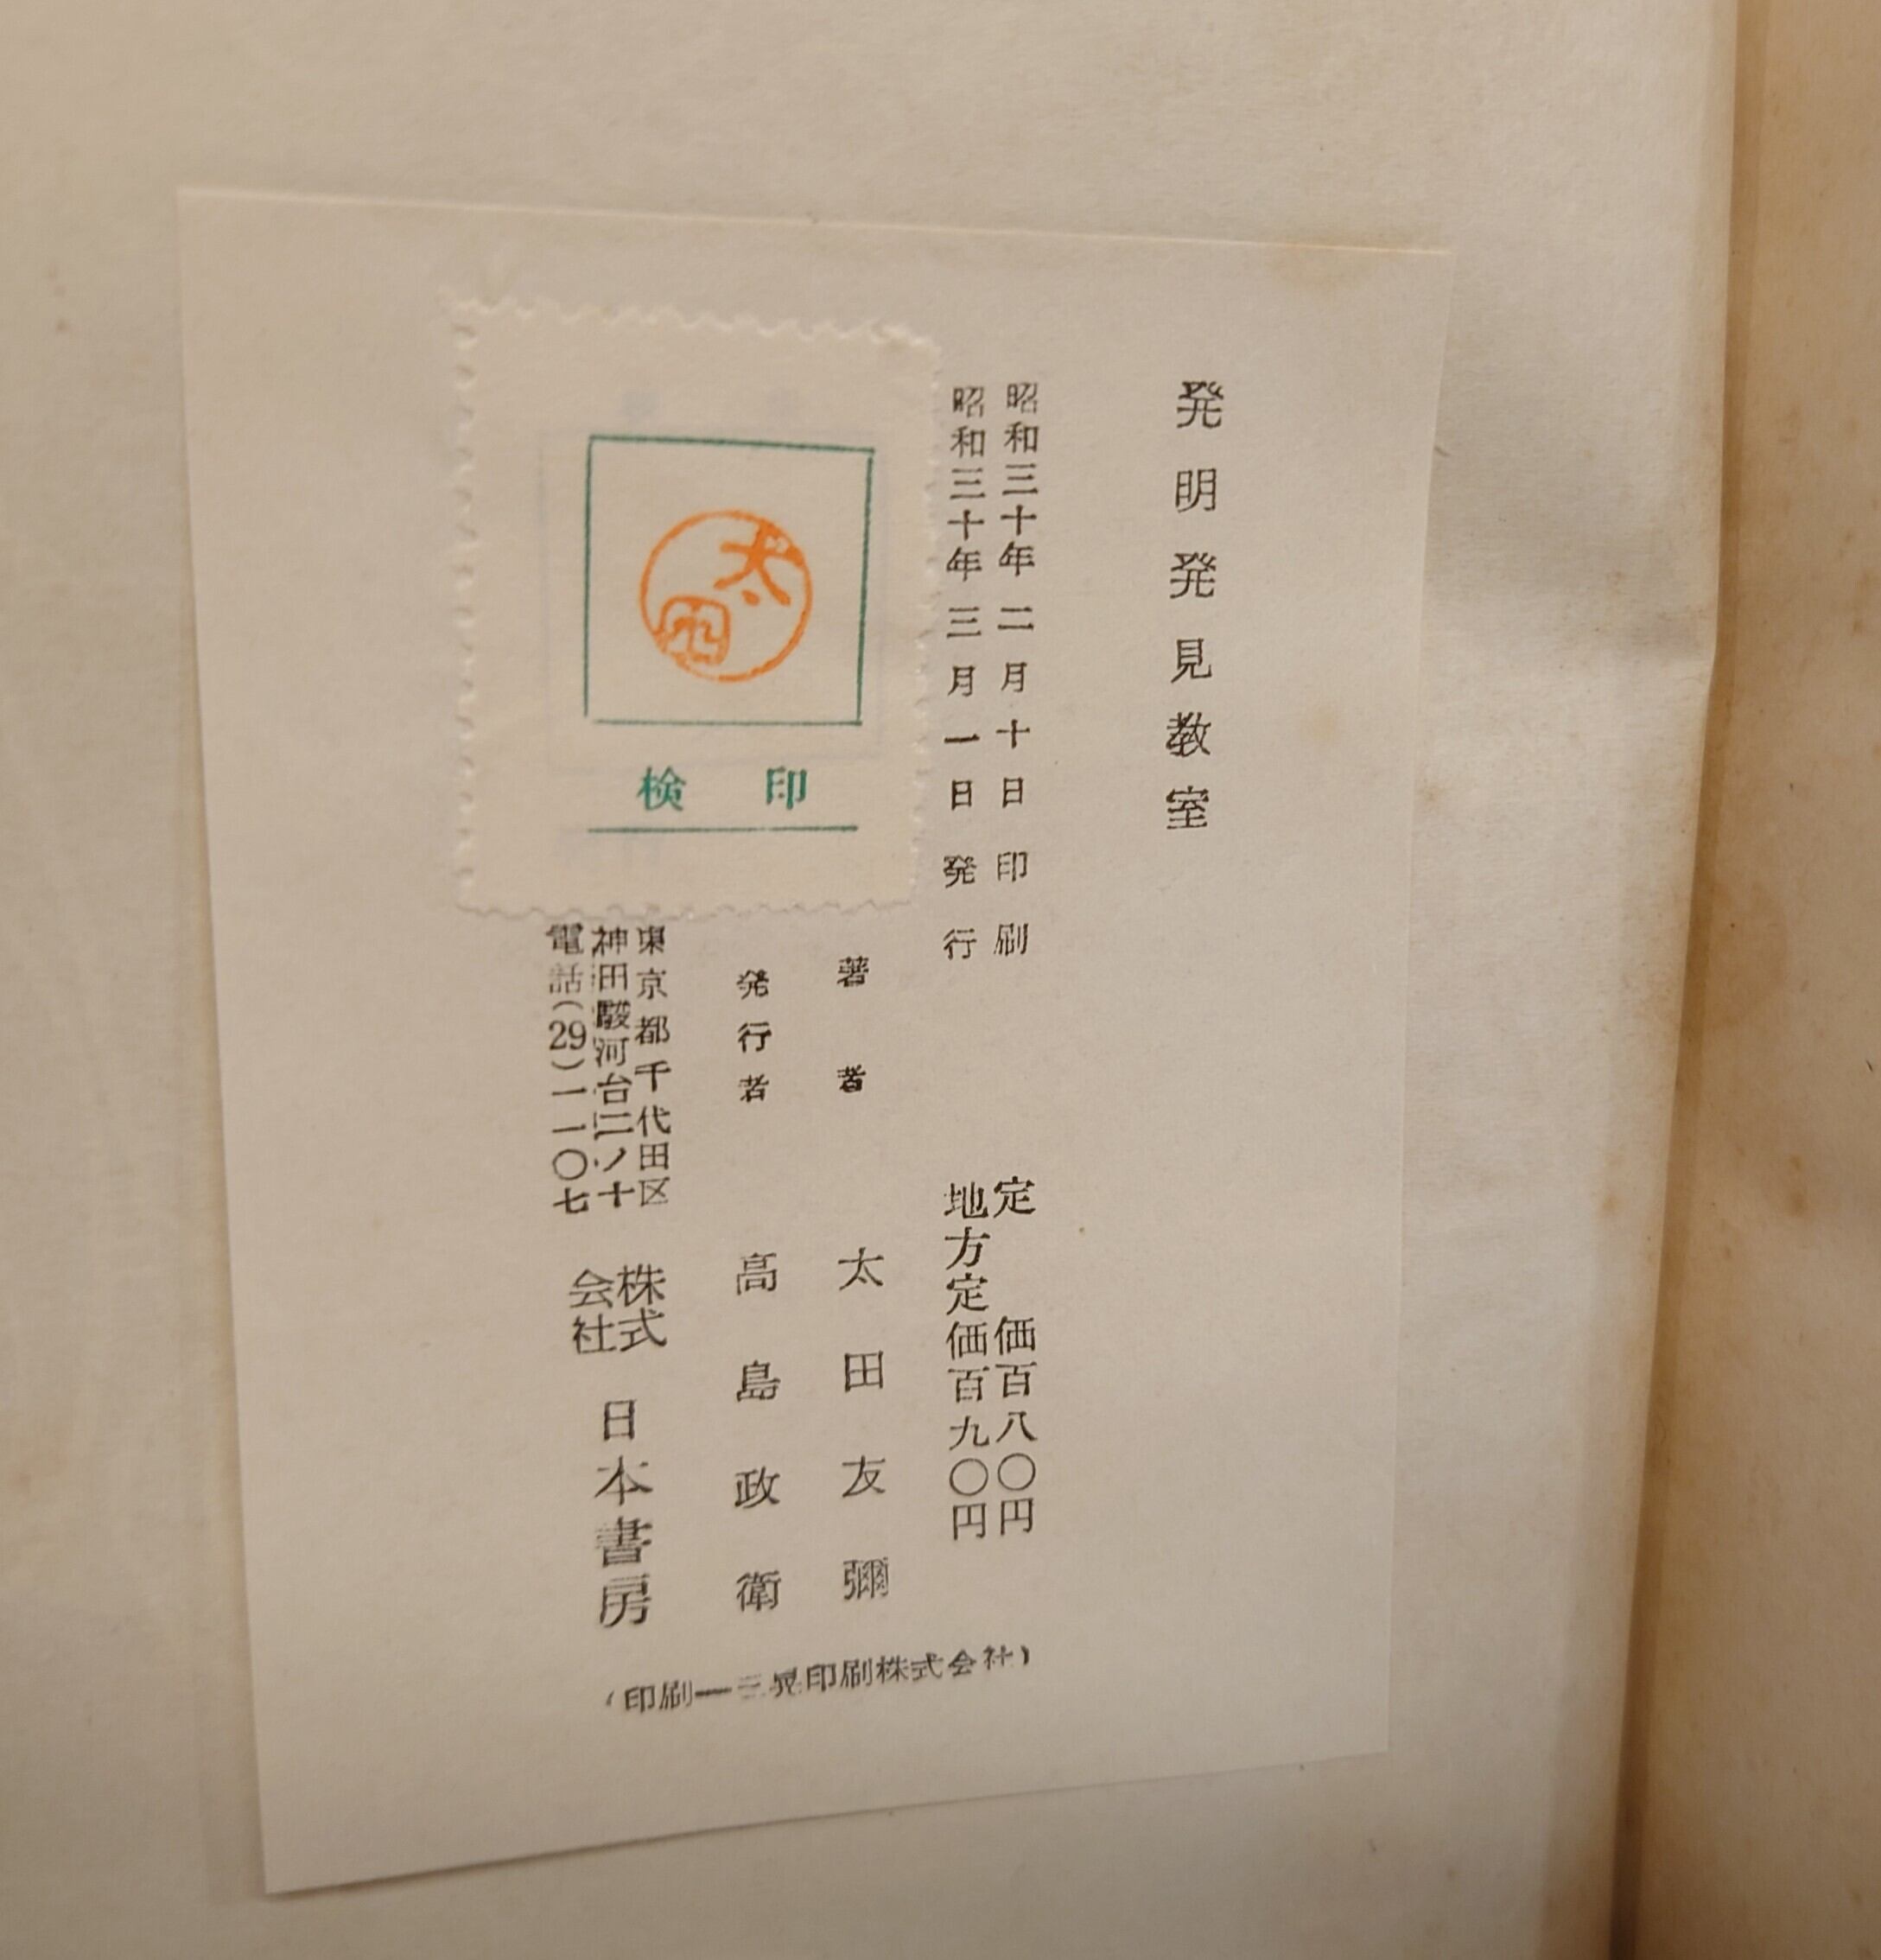 発明発見教室
昭和三十年二月十日印刷
昭和三十年三月一日発行
定価百八〇円
地方定価百九〇円
著者 太田友彌
発行者 高島政衛
東京都千代田区
神田駿河台二ノ十
電話(29)一一〇七
株式会社 日本書房
(印刷―三晃印刷株式会社)
太田
検印